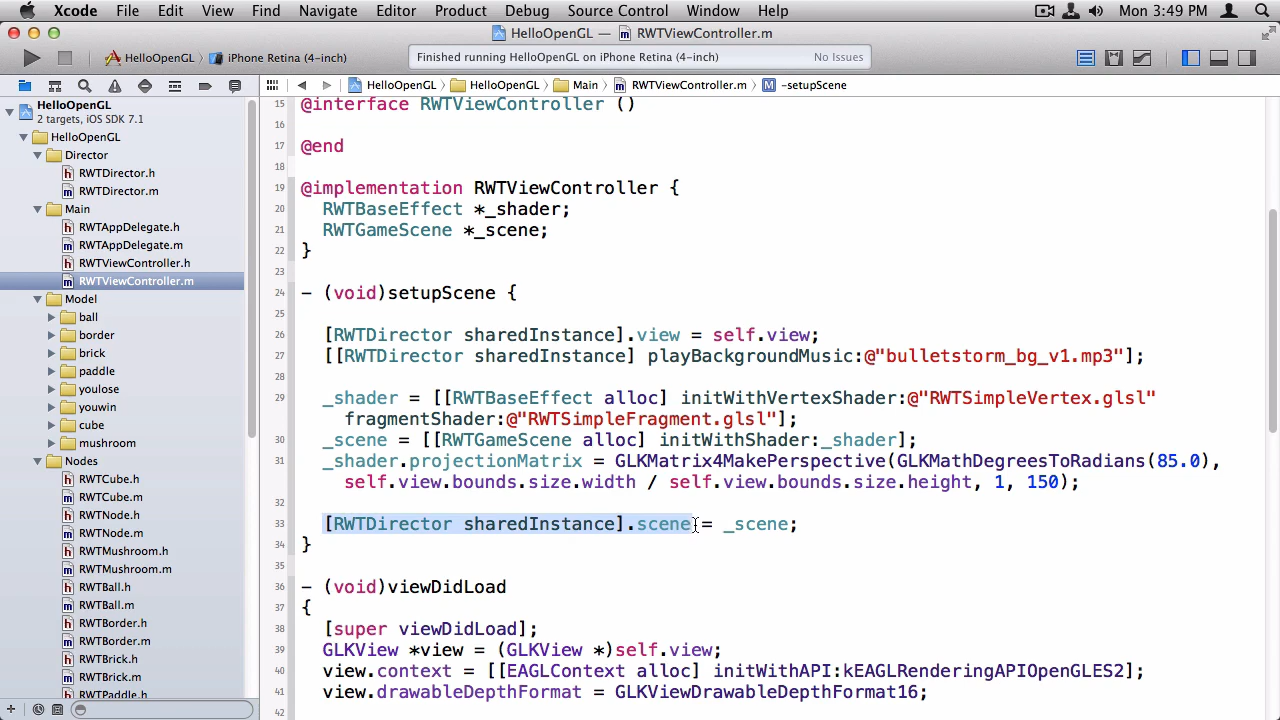 Xcode File Edit View Find Navigate Editor Product Debug Source Control Window Help Mon 3:49 PM
HelloOpenGL — RWTViewController.m
HelloOpenGL iPhone Retina (4-inch) Finished running HelloOpenGL on iPhone Retina (4-inch) No Issues
HelloOpenGL HelloOpenGL Main RWTViewController.m M -setupScene
HelloOpenGL
2 targets, iOS SDK 7.1
HelloOpenGL
Director
h RWTDirector.h
m RWTDirector.m
Main
h RWTAppDelegate.h
m RWTAppDelegate.m
h RWTViewController.h
m RWTViewController.m
Model
ball
border
brick
paddle
youlose
youwin
cube
mushroom
Nodes
h RWTCube.h
m RWTCube.m
h RWTNode.h
m RWTNode.m
h RWTMushroom.h
m RWTMushroom.m
h RWTBall.h
m RWTBall.m
h RWTBorder.h
m RWTBorder.m
h RWTBrick.h
m RWTBrick.m
h RWTPaddle.h
15 @interface RWTViewController ()
16
17 @end
18
19 @implementation RWTViewController {
20 RWTBaseEffect *_shader;
21 RWTGameScene *_scene;
22 }
23
24 - (void)setupScene {
25
26 [RWTDirector sharedInstance].view = self.view;
27 [[RWTDirector sharedInstance] playBackgroundMusic:@"bulletstorm_bg_v1.mp3"];
28
29 _shader = [[RWTBaseEffect alloc] initWithVertexShader:@"RWTSimpleVertex.glsl"
fragmentShader:@"RWTSimpleFragment.glsl"];
30 _scene = [[RWTGameScene alloc] initWithShader:_shader];
31 _shader.projectionMatrix = GLKMatrix4MakePerspective(GLKMathDegreesToRadians(85.0),
self.view.bounds.size.width / self.view.bounds.size.height, 1, 150);
32
33 [RWTDirector sharedInstance].scene = _scene;
34 }
35
36 - (void)viewDidLoad
37 {
38 [super viewDidLoad];
39 GLKView *view = (GLKView *)self.view;
40 view.context = [[EAGLContext alloc] initWithAPI:kEAGLRenderingAPIOpenGLES2];
41 view.drawableDepthFormat = GLKViewDrawableDepthFormat16;
42